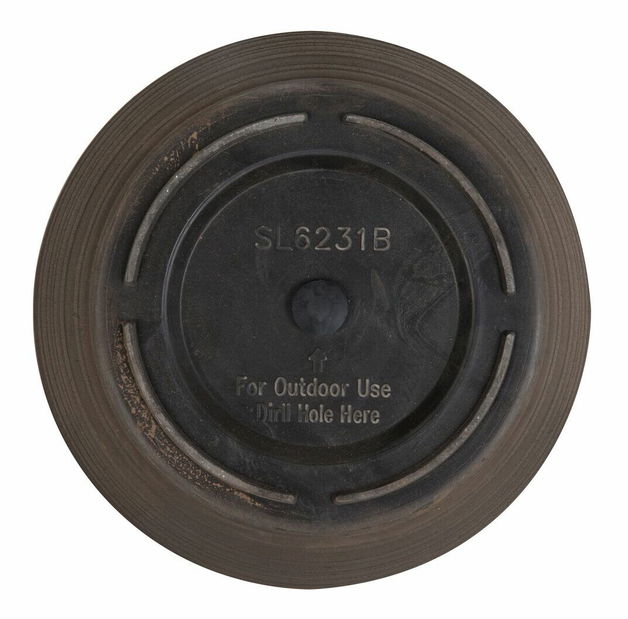 SL6231B
For Outdoor Use
Dirll Hole Here